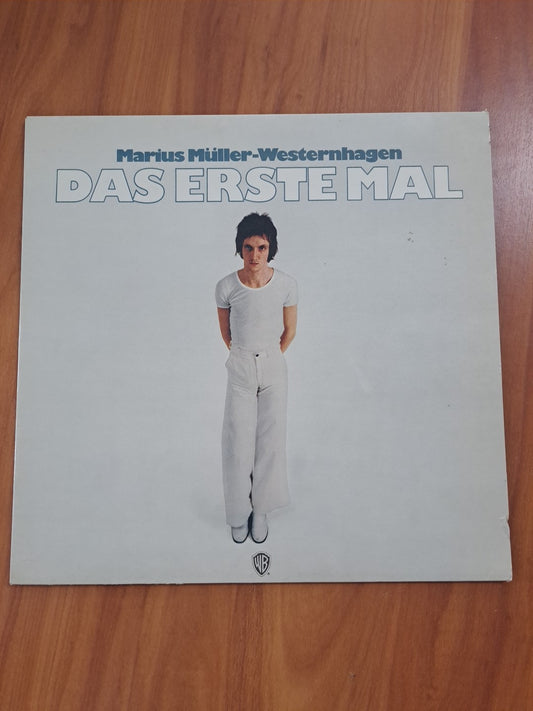 Marius Müller-Westernhagen
DAS ERSTE MAL
WB